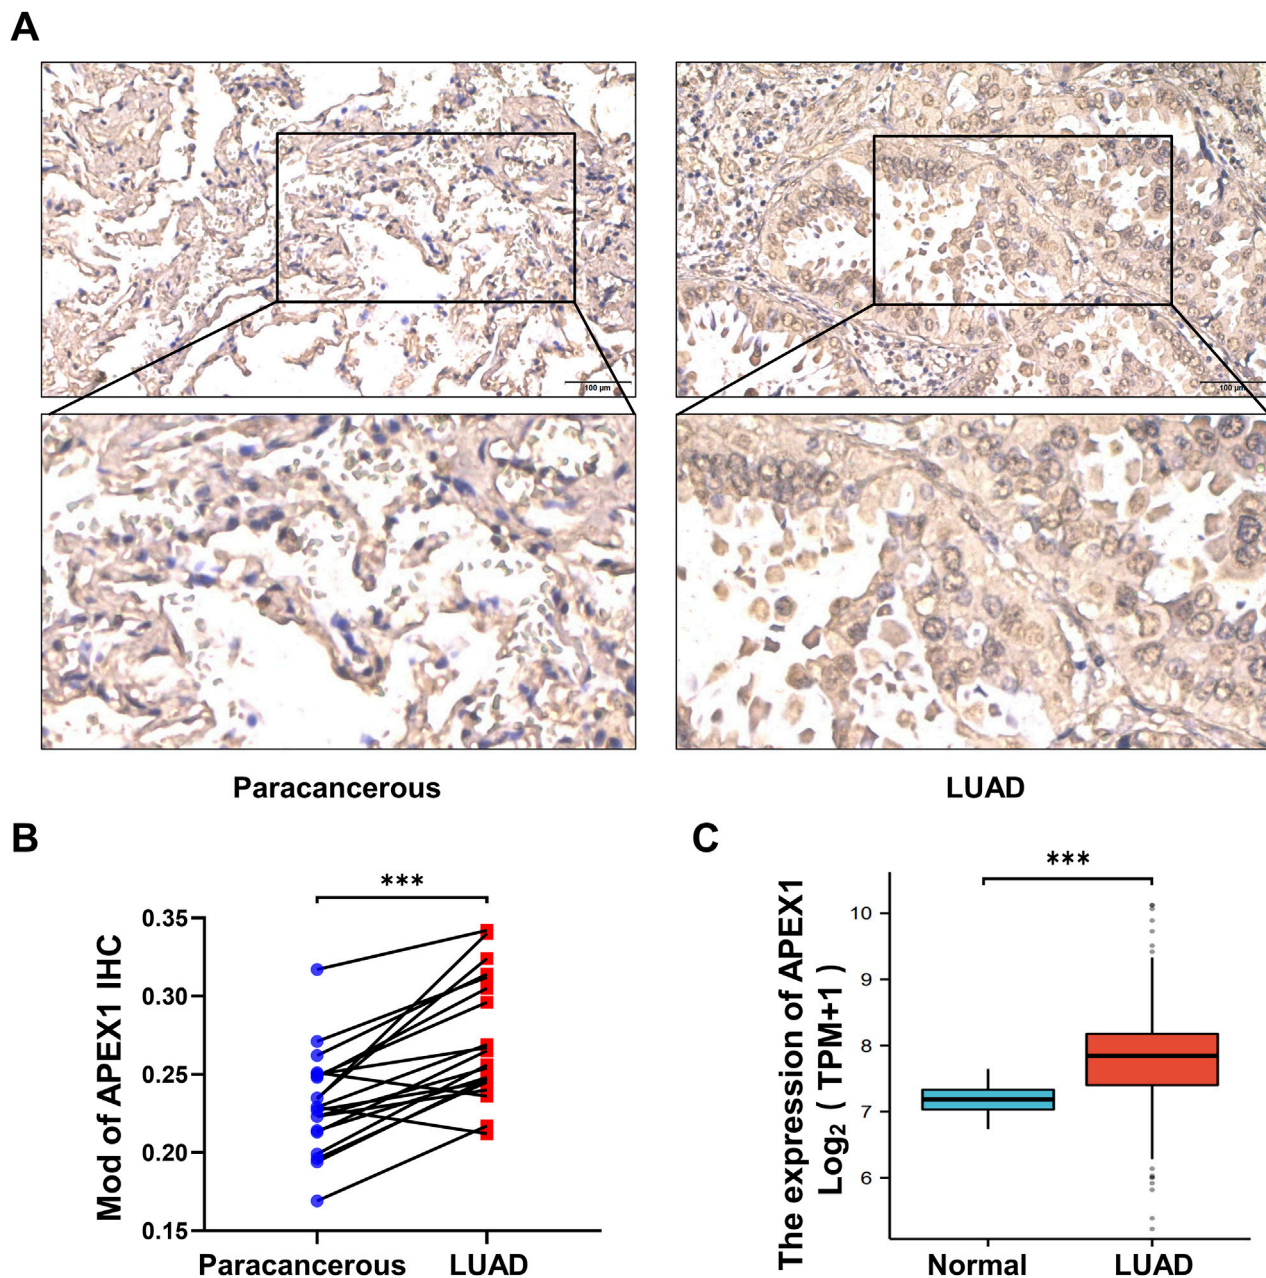 A
100 µm
100 µm
Paracancerous
LUAD
B
***
Mod of APEX1 IHC
0.35
0.30
0.25
0.20
0.15
Paracancerous
LUAD
C
***
The expression of APEX1
Log₂ ( TPM+1 )
10
9
8
7
6
Normal
LUAD